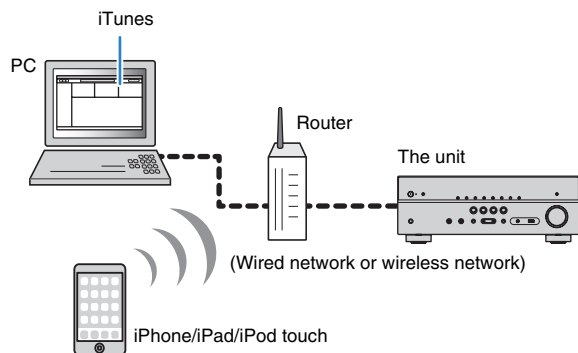 iTunes
PC
Router
The unit
(Wired network or wireless network)
iPhone/iPad/iPod touch